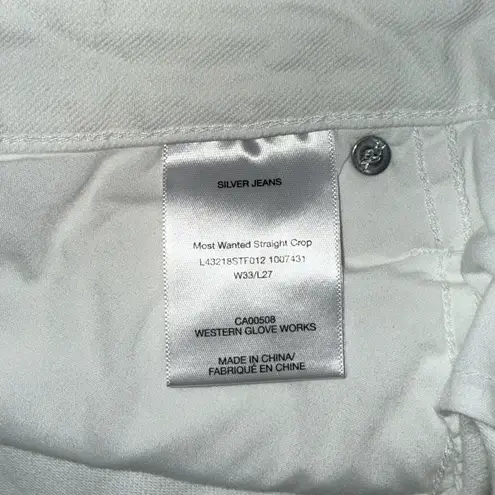 SILVER JEANS
Most Wanted Straight Crop
L43218STF012 1007431
W33/L27
CA00508
WESTERN GLOVE WORKS
MADE IN CHINA/
FABRIQUÉ EN CHINE